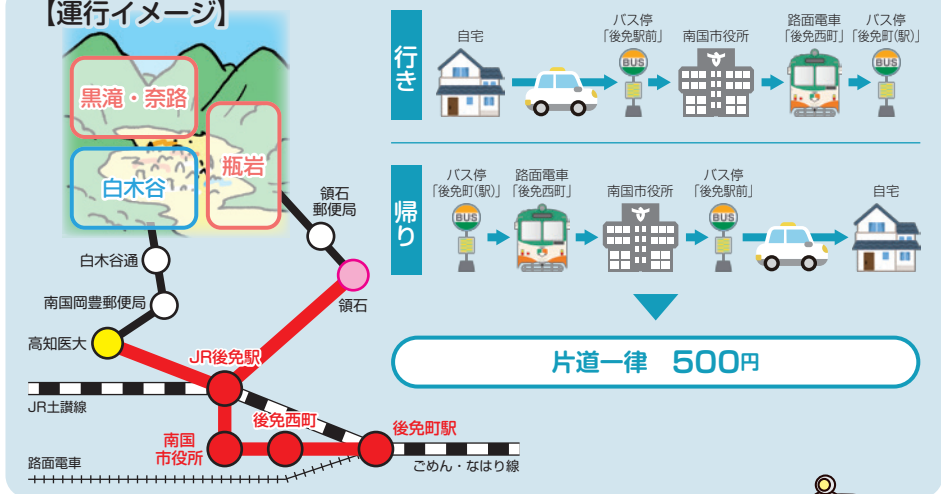 【運行イメージ】
黒滝・奈路
瓶岩
白木谷
領石
郵便局
白木谷通
領石
南国岡豊郵便局
高知医大
JR後免駅
JR土讃線
後免西町
後免町駅
南国
市役所
ごめん・なはり線
路面電車
行き
自宅
バス停
「後免駅前」
BUS
南国市役所
路面電車
「後免西町」
バス停
「後免町(駅)」
BUS
帰り
バス停
「後免町(駅)」
BUS
路面電車
「後免西町」
南国市役所
バス停
「後免駅前」
BUS
自宅
片道一律 500円